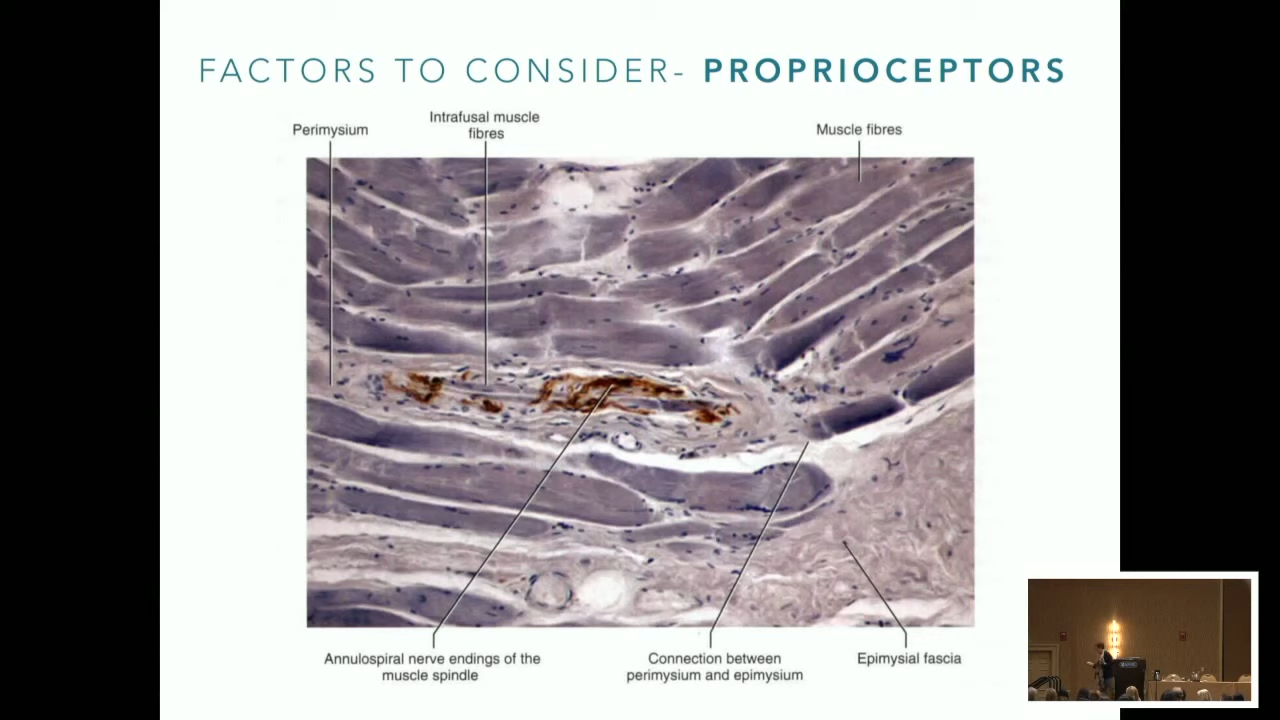 FACTORS TO CONSIDER- PROPRIOCEPTORS
Perimysium
Intrafusal muscle
fibres
Muscle fibres
Annulospiral nerve endings of the
muscle spindle
Connection between
perimysium and epimysium
Epimysial fascia